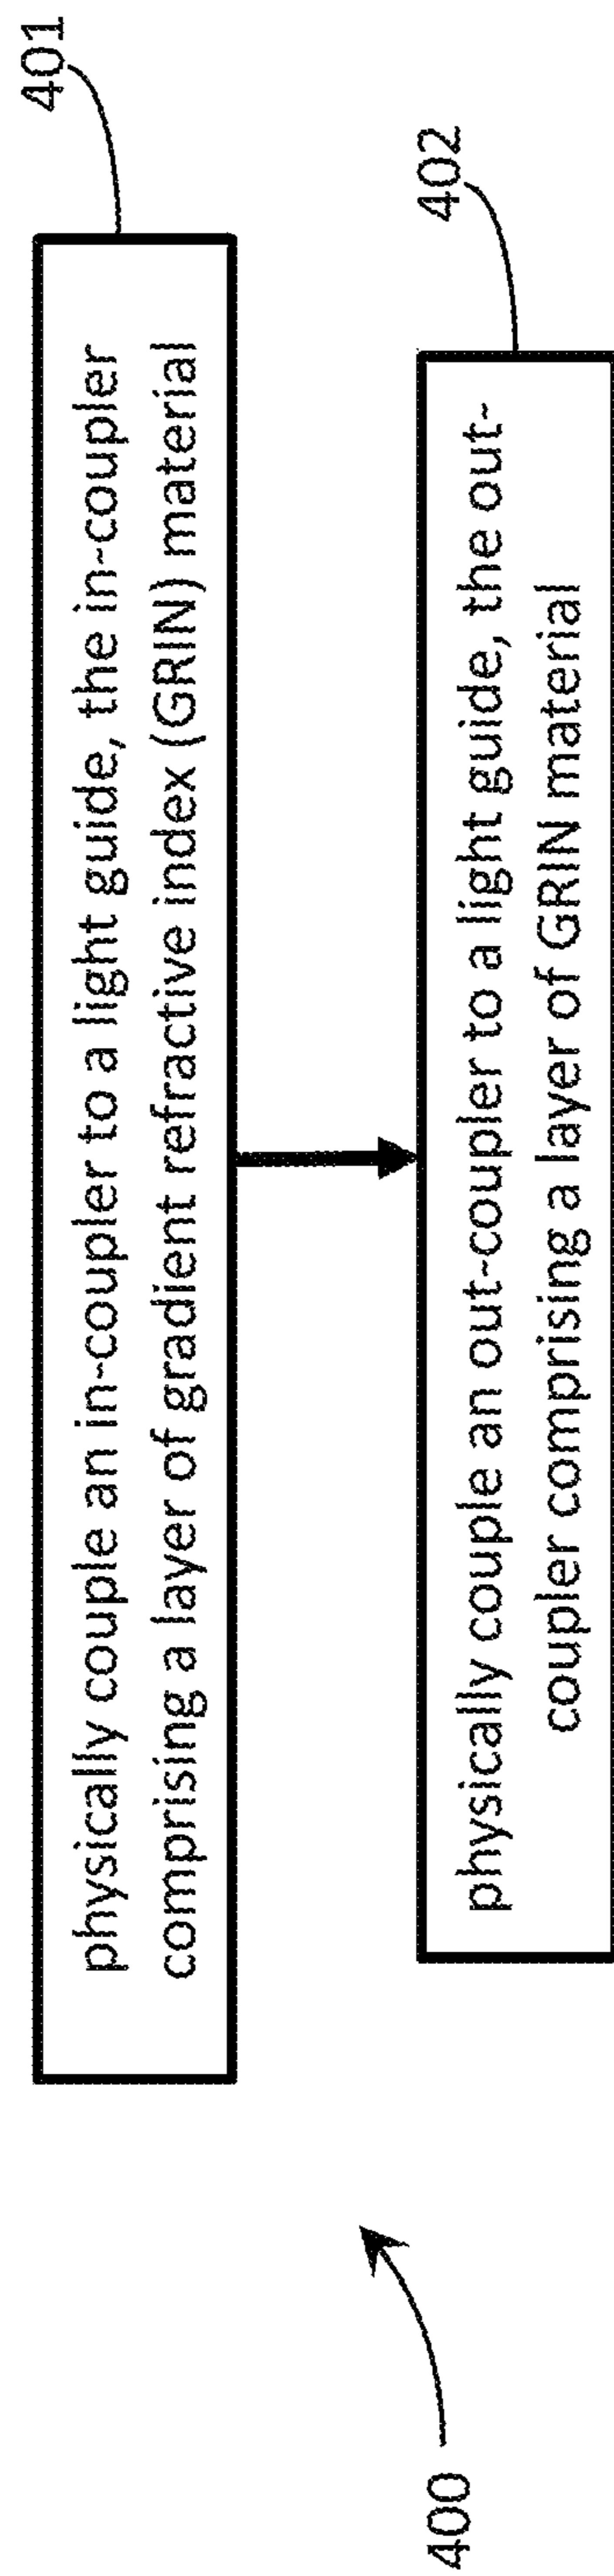 400
401
physically couple an in-coupler to a light guide, the in-coupler
comprising a layer of gradient refractive index (GRIN) material
402
physically couple an out-coupler to a light guide, the out-
coupler comprising a layer of GRIN material